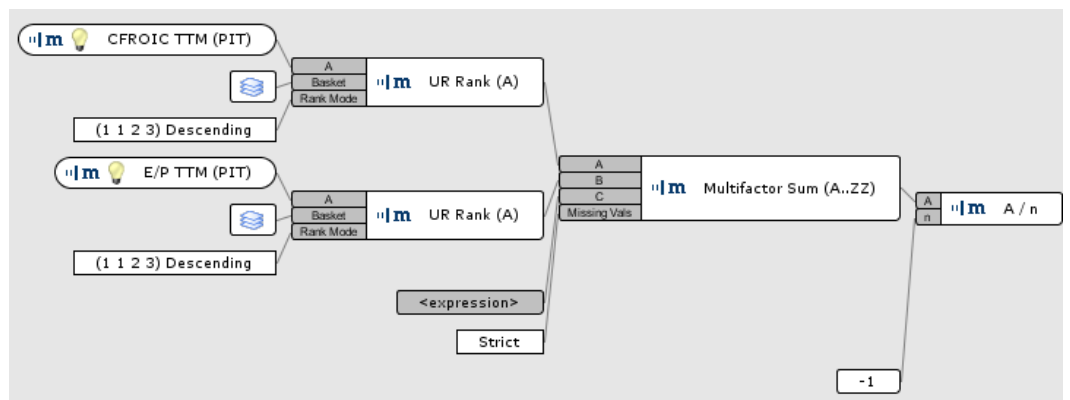 m CFROIC TTM (PIT)
A
Basket
Rank Mode
m UR Rank (A)
(1 1 2 3) Descending
m E/P TTM (PIT)
A
Basket
Rank Mode
m UR Rank (A)
(1 1 2 3) Descending
A
B
C
Missing Vals
m Multifactor Sum (A..ZZ)
<expression>
Strict
A
n
m A / n
-1